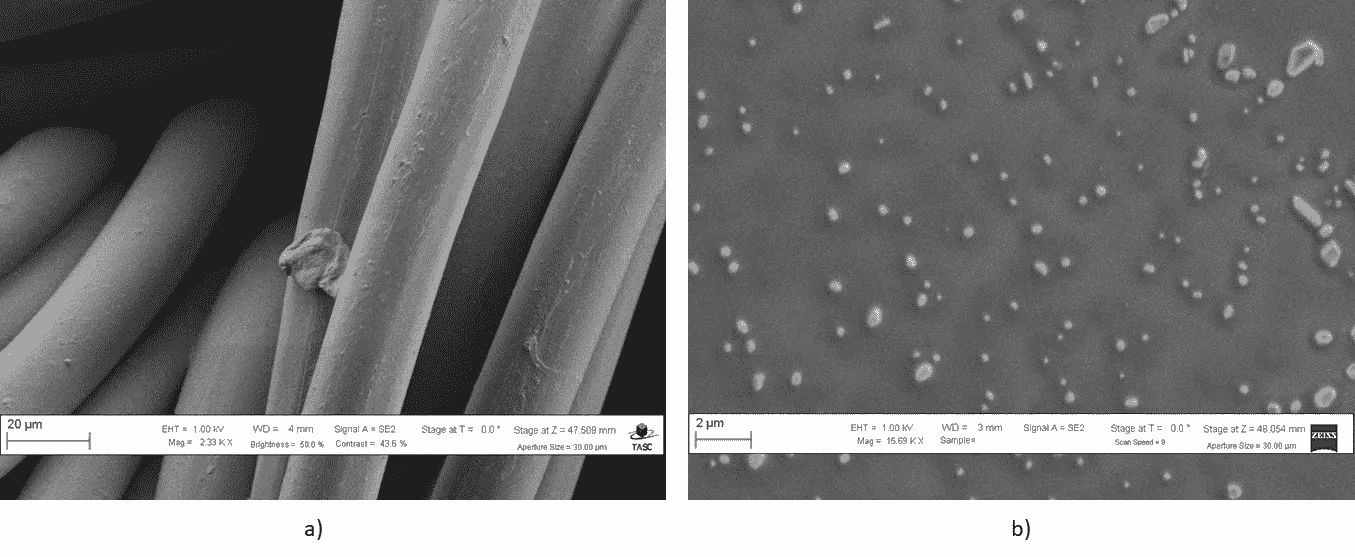 20 µm
EHT = 1.00 kV WD = 4 mm Signal A = SE2 Stage at T = 0.0 ° Stage at Z = 47.508 mm
Mag = 2.33 K X Brightness = 50.0 % Contrast = 43.6 % Aperture Size = 30.00 µm TASC
2 µm
EHT = 1.00 kV WD = 3 mm Signal A = SE2 Stage at T = 0.0 ° Stage at Z = 48.054 mm
Mag = 15.69 K X Sample= Scan Speed = 9 Aperture Size = 30.00 µm ZEISS
a)
b)